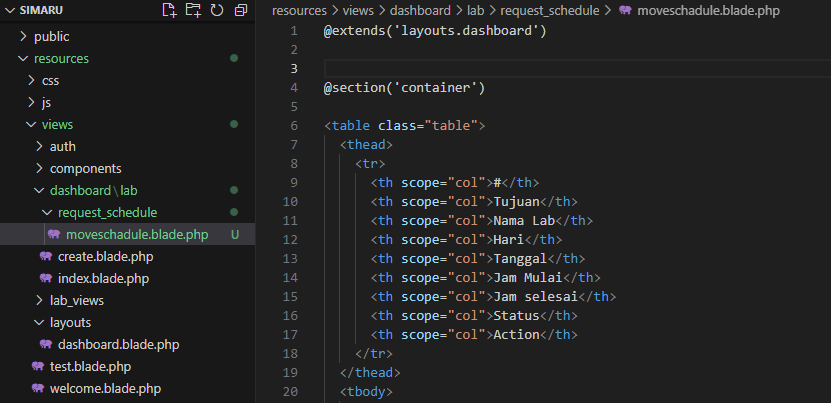 SIMARU
public
resources
css
js
views
auth
components
dashboard\lab
request_schedule
moveschadule.blade.php U
create.blade.php
index.blade.php
lab_views
layouts
dashboard.blade.php
test.blade.php
welcome.blade.php
resources > views > dashboard > lab > request_schedule > moveschadule.blade.php
1 @extends('layouts.dashboard')
2
3
4 @section('container')
5
6 <table class="table">
7 <thead>
8 <tr>
9 <th scope="col">#</th>
10 <th scope="col">Tujuan</th>
11 <th scope="col">Nama Lab</th>
12 <th scope="col">Hari</th>
13 <th scope="col">Tanggal</th>
14 <th scope="col">Jam Mulai</th>
15 <th scope="col">Jam selesai</th>
16 <th scope="col">Status</th>
17 <th scope="col">Action</th>
18 </tr>
19 </thead>
20 <tbody>